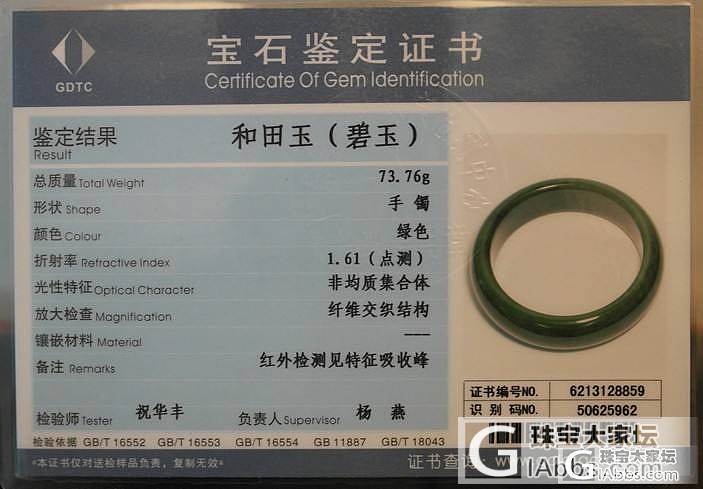 GDTC
宝石鉴定证书
Certificate Of Gem Identification
鉴定结果 和田玉（碧玉）
Result
总质量 Total Weight 73.76g
形状 Shape 手镯
颜色 Colour 绿色
折射率 Refractive Index 1.61（点测）
光性特征 Optical Character 非均质集合体
放大检查 Magnification 纤维交织结构
镶嵌材料 Material ———
备注 Remarks 红外检测见特征吸收峰
检验师 Tester 祝华丰 负责人 Supervisor 杨燕
检验依据 GB/T 16552 GB/T 16553 GB/T 16554 GB 11887 GB/T 18043
*本证书仅对送检样品负责，复制无效*
证书编号NO. 6213128859
识别码NO. 50625962
证书查询:
珠宝大家坛
珠宝大家坛